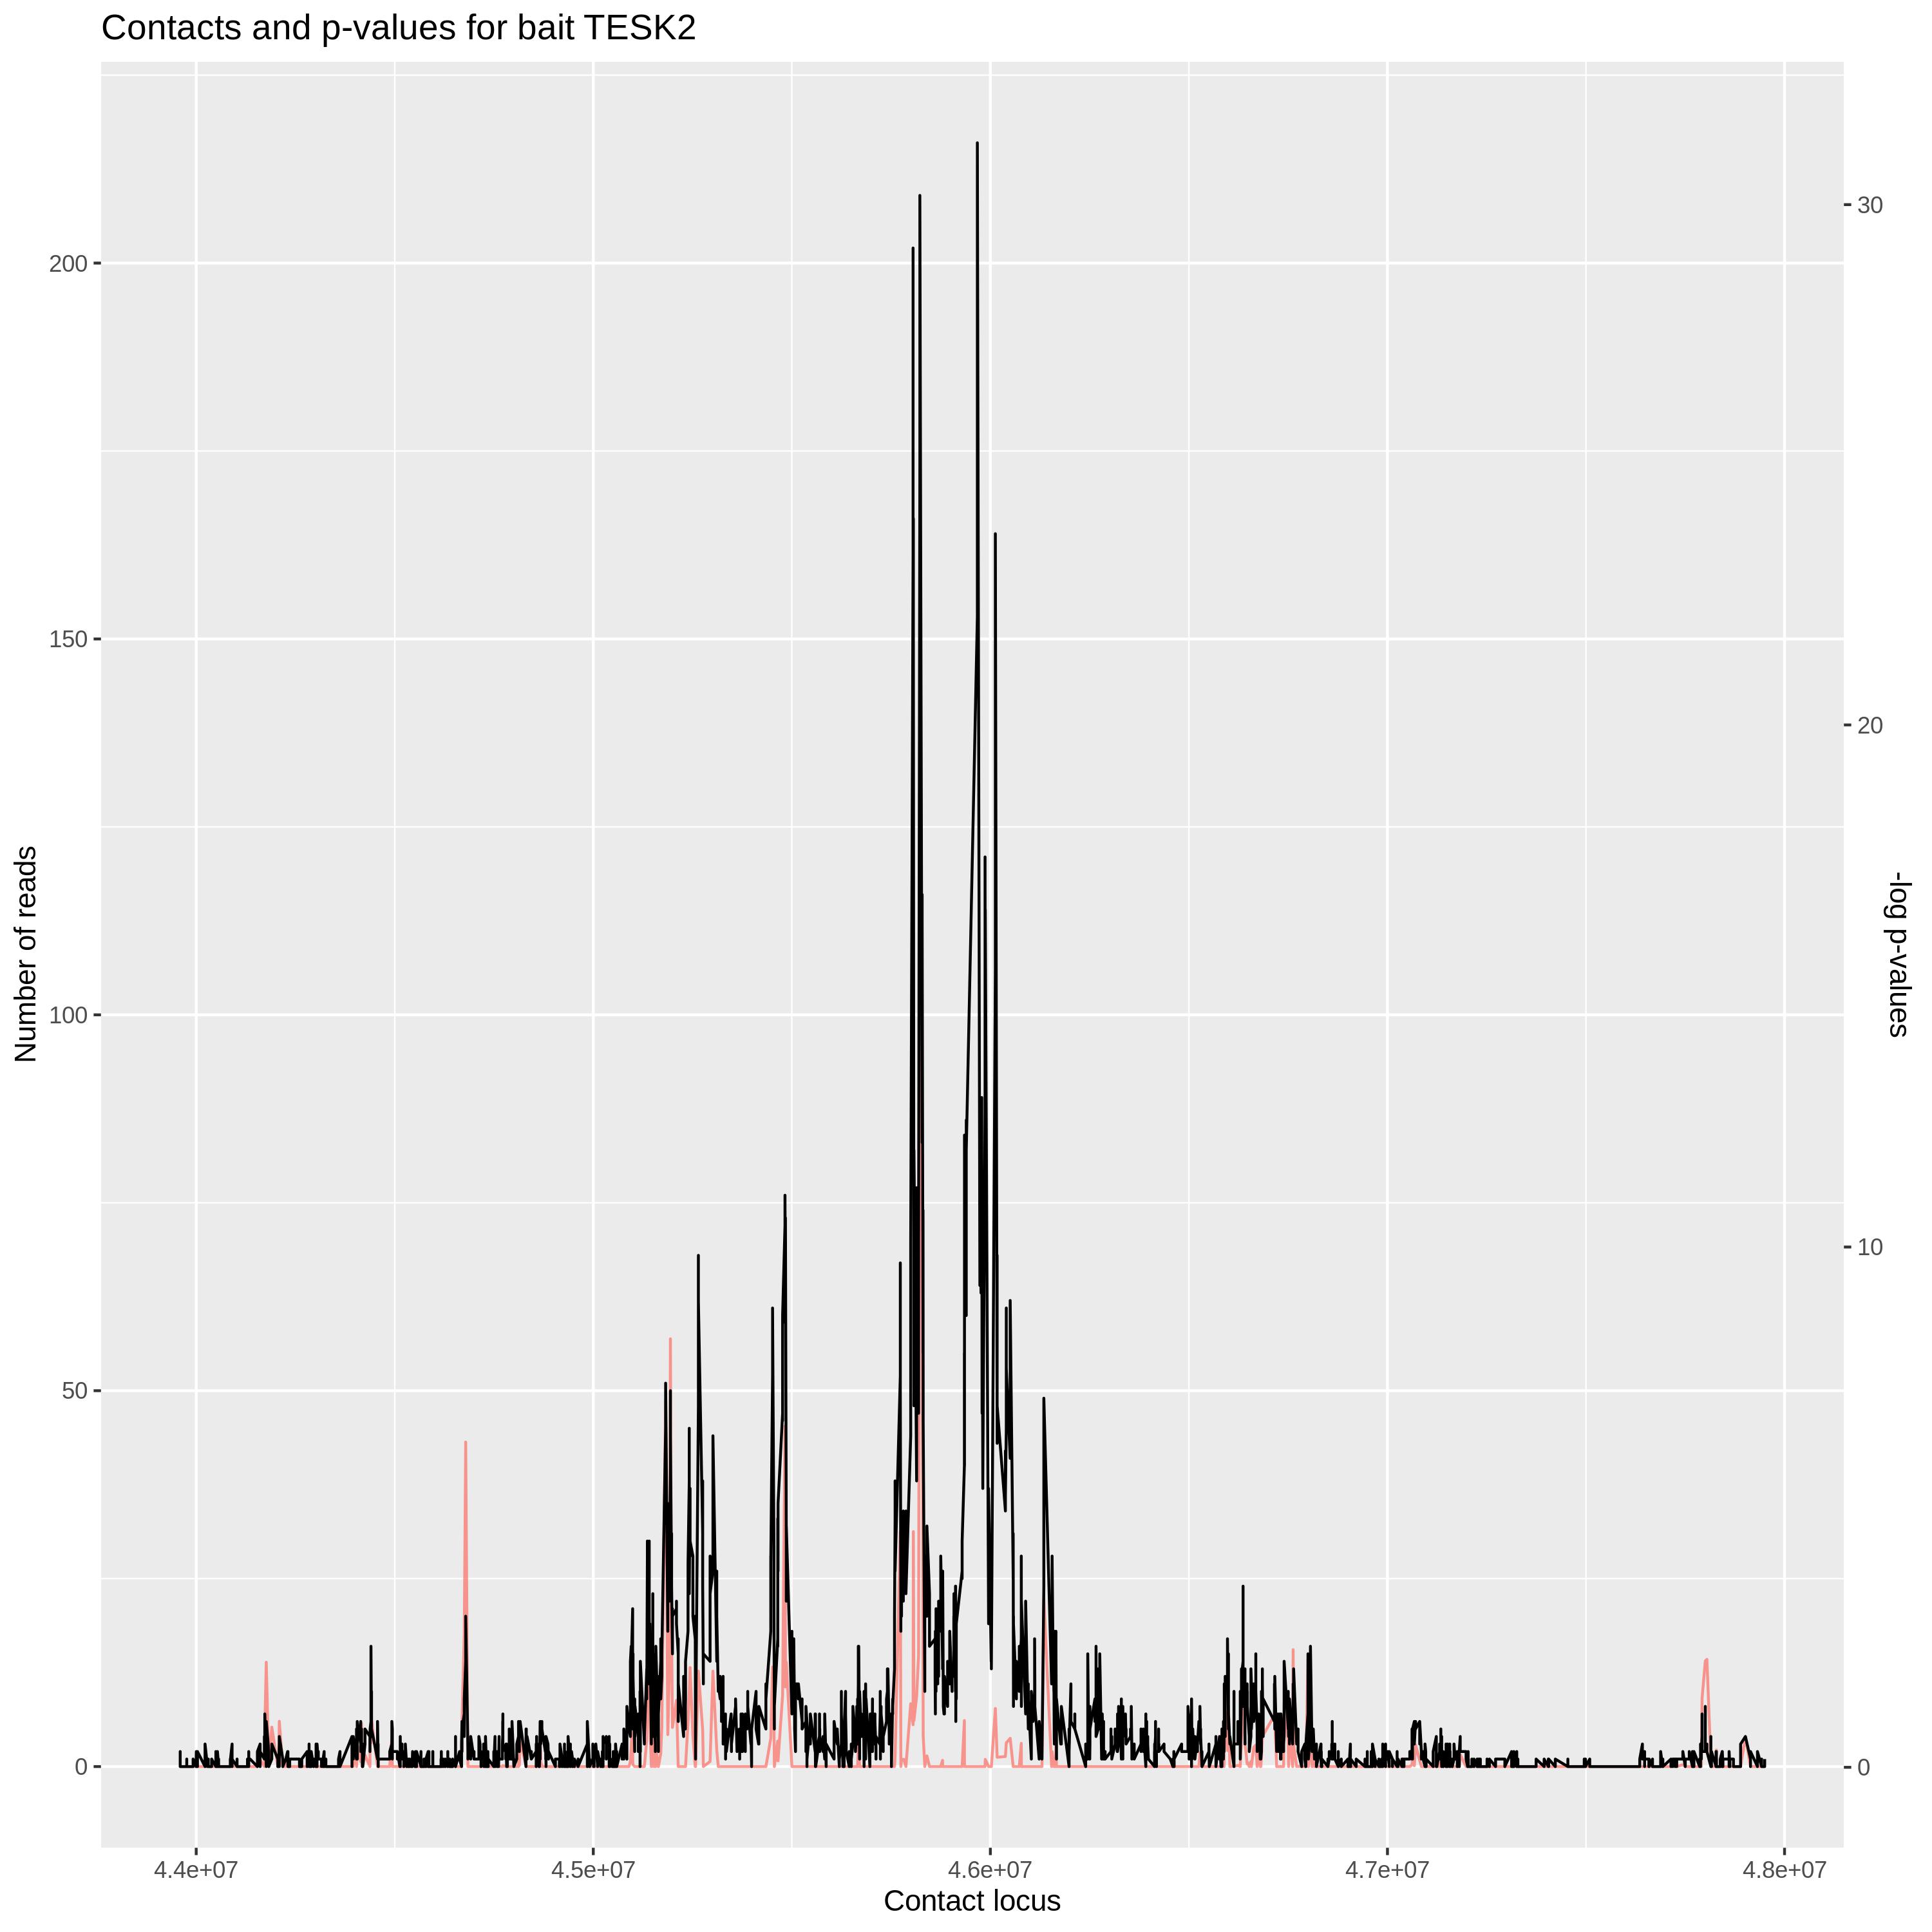 Contacts and p-values for bait TESK2
Number of reads
200
150
100
50
0
30
20
10
0
-log p-values
4.4e+07 4.5e+07 4.6e+07 4.7e+07 4.8e+07
Contact locus